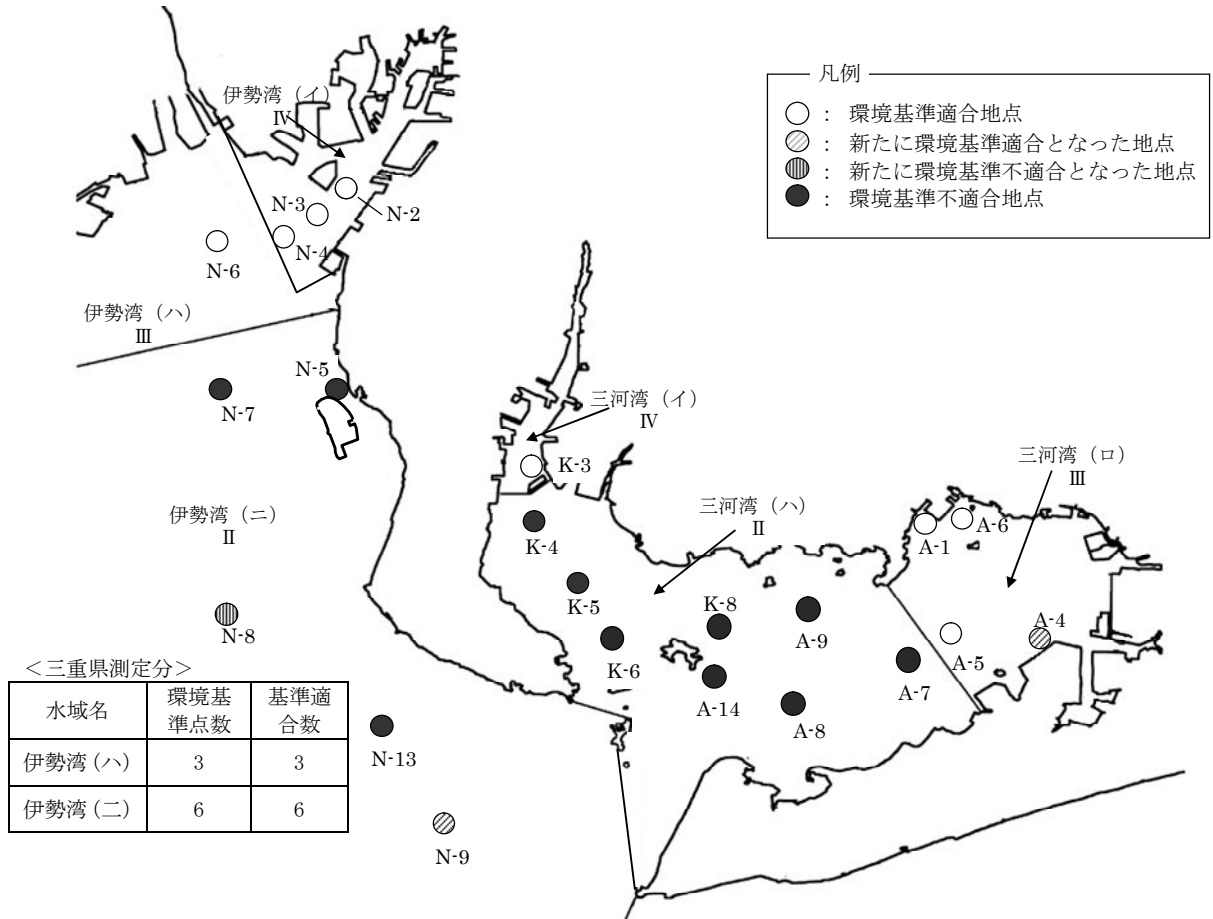 伊勢湾（イ）
Ⅳ
凡例
： 環境基準適合地点
： 新たに環境基準適合となった地点
： 新たに環境基準不適合となった地点
： 環境基準不適合地点
N-3
N-2
N-4
N-6
伊勢湾（ハ）
Ⅲ
N-5
N-7
三河湾（イ）
Ⅳ
K-3
三河湾（ロ）
Ⅲ
伊勢湾（ニ）
Ⅱ
三河湾（ハ）
Ⅱ
K-4
A-1
A-6
K-5
K-8
A-9
A-4
N-8
K-6
A-5
A-7
A-14
A-8
N-13
N-9
＜三重県測定分＞
水域名 環境基準点数 基準適合数
伊勢湾（ハ） 3 3
伊勢湾（二） 6 6